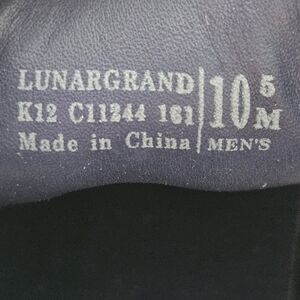 LUNARGRAND 10 5
K12 C11244 161 M
Made in China MEN'S